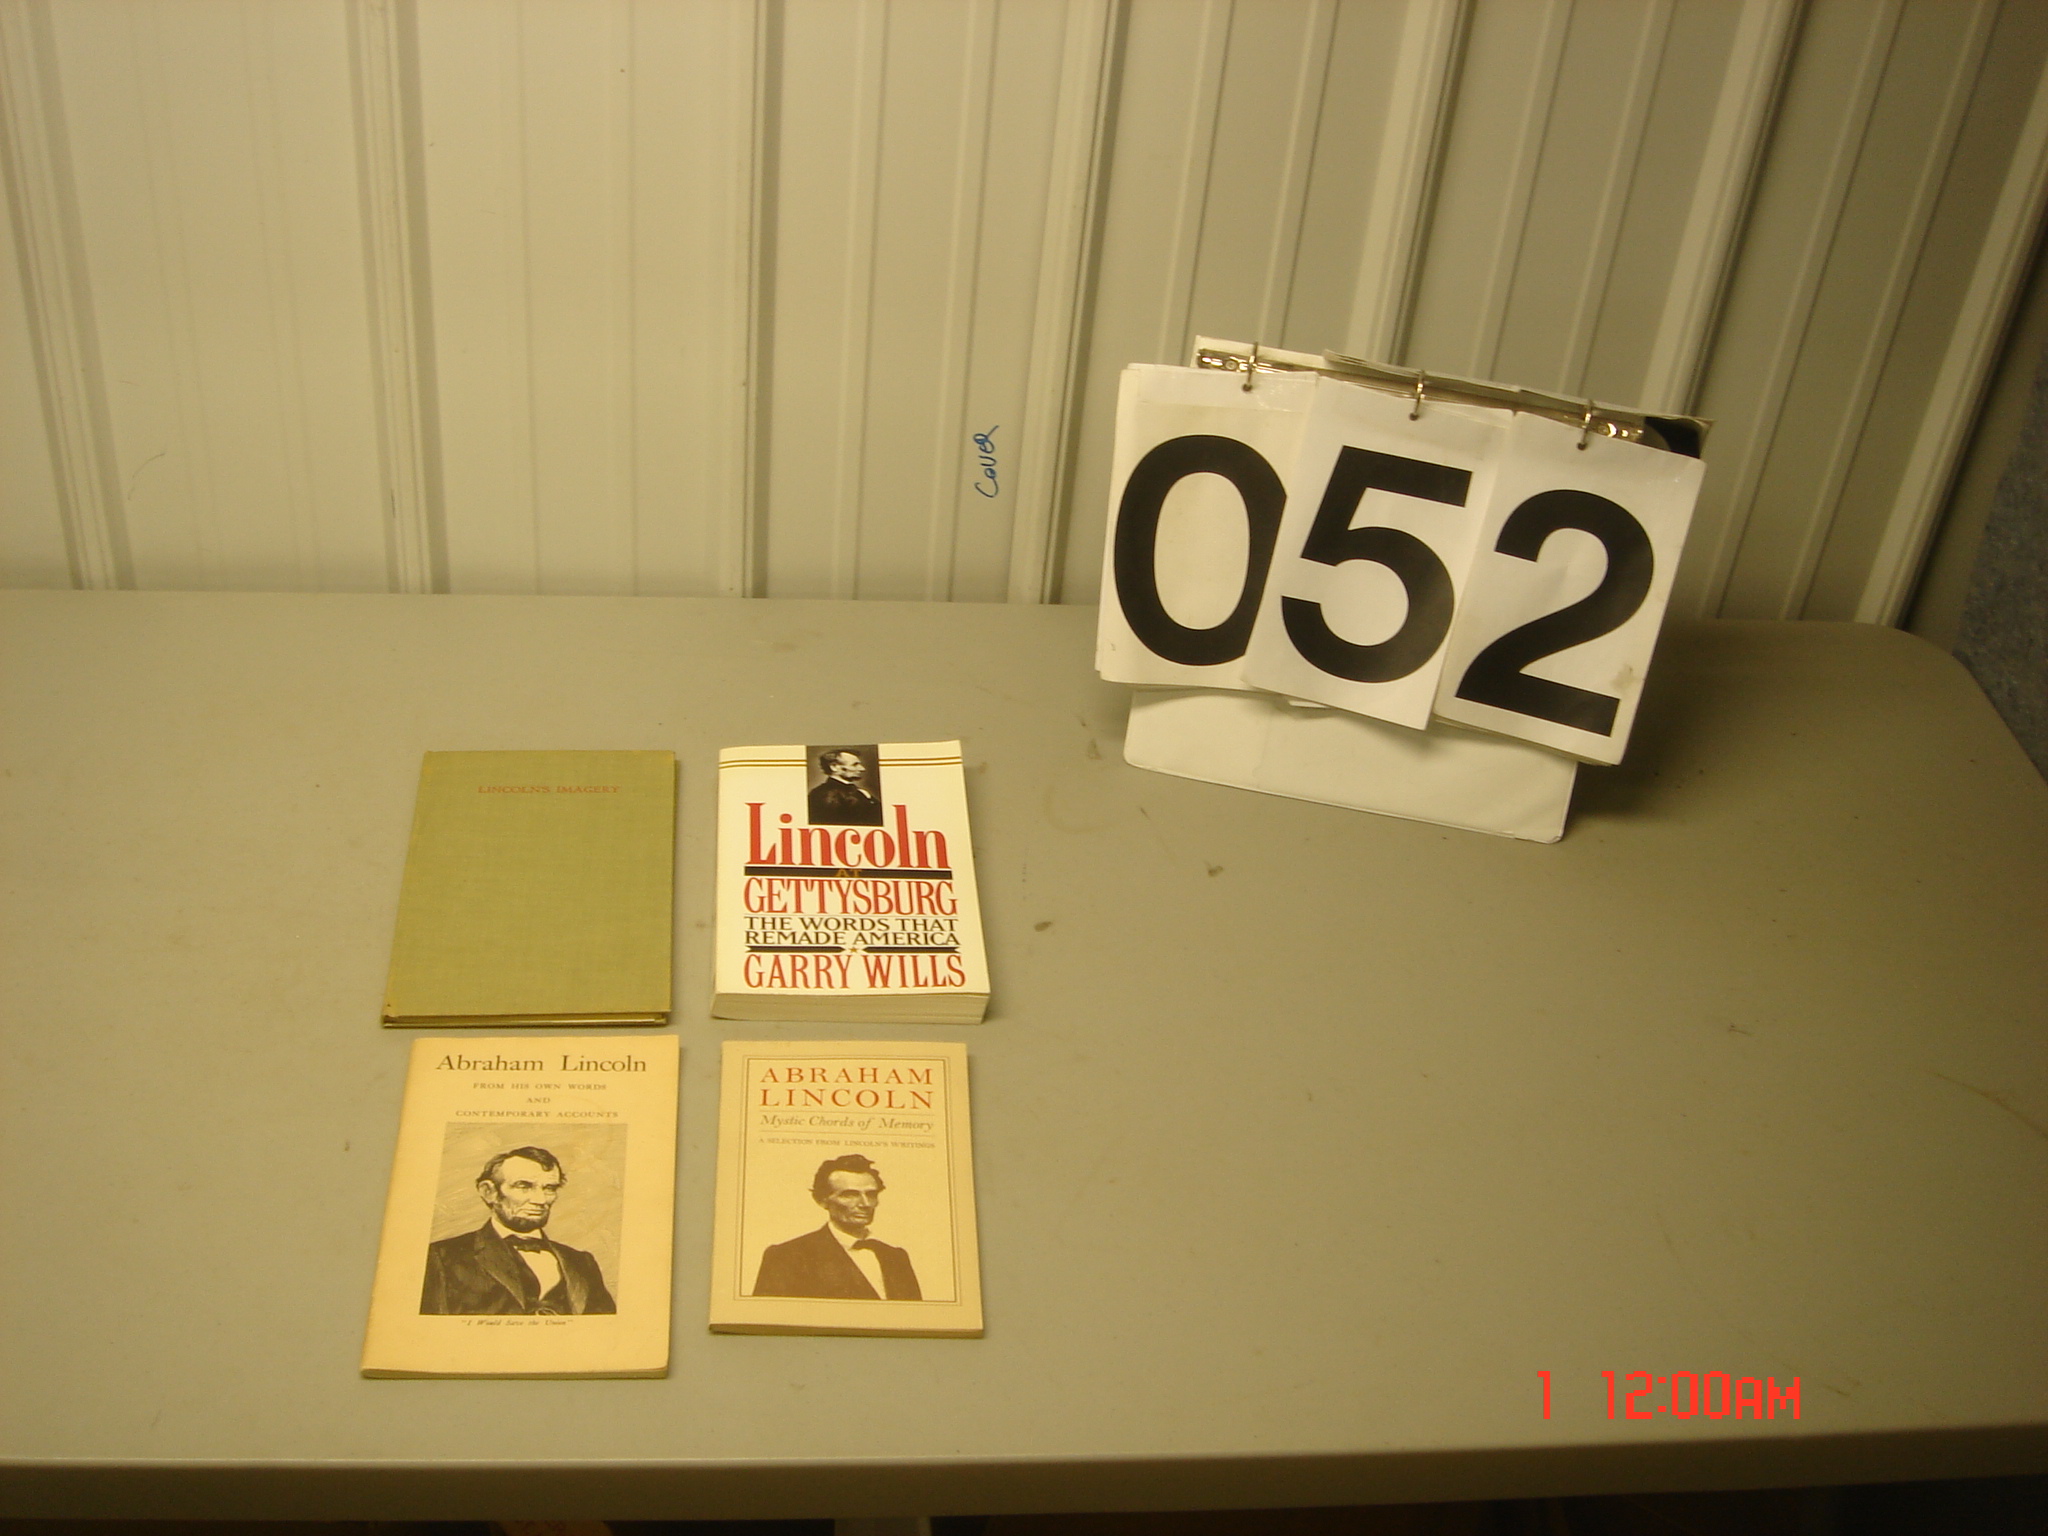 cover
052
LINCOLN'S IMAGERY
Lincoln
AT
GETTYSBURG
THE WORDS THAT
REMADE AMERICA
GARRY WILLS
Abraham Lincoln
FROM HIS OWN WORDS
AND
CONTEMPORARY ACCOUNTS
"I Would Save the Union"
ABRAHAM
LINCOLN
Mystic Chords of Memory
A SELECTION FROM LINCOLN'S WRITINGS
1 12:00AM